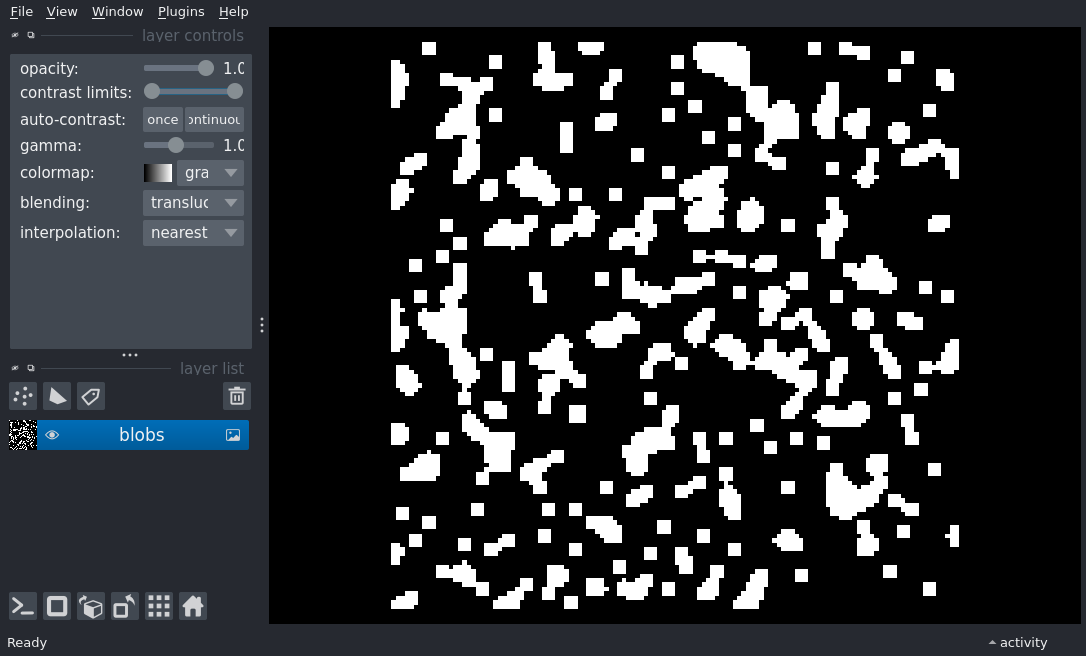 File View Window Plugins Help
layer controls
opacity: 1.0
contrast limits:
auto-contrast: once ontinuou
gamma: 1.0
colormap: gra
blending: transluc
interpolation: nearest
layer list
blobs
Ready
activity